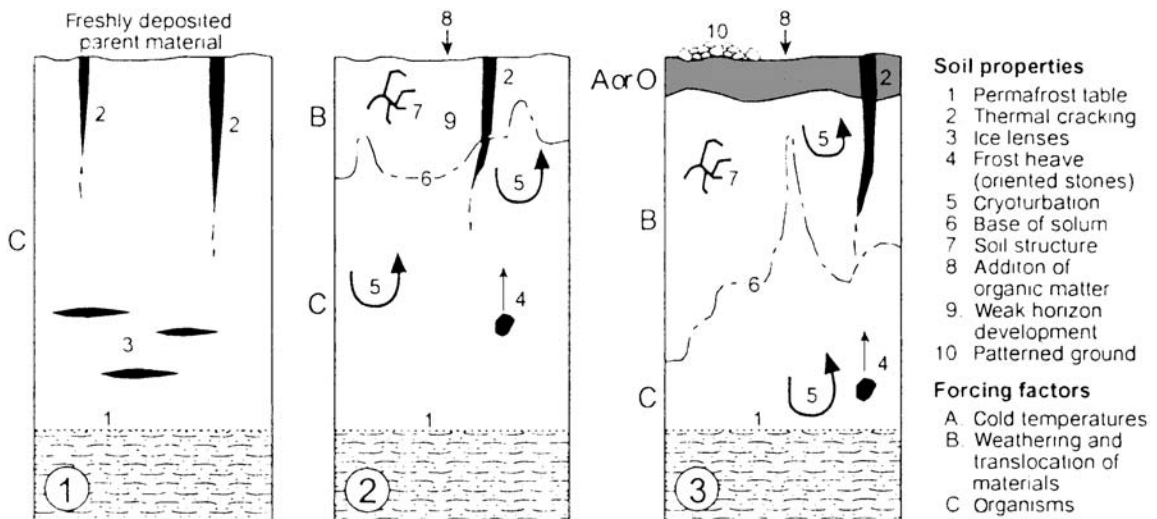 Freshly deposited
parent material
2
2
C
3
1
1
8
2
B
7
9
6
5
5
C
4
1
2
10
8
A or O
2
5
7
B
6
4
5
C
1
3
Soil properties
1 Permafrost table
2 Thermal cracking
3 Ice lenses
4 Frost heave
(oriented stones)
5 Cryoturbation
6 Base of solum
7 Soil structure
8 Additon of
organic matter
9. Weak horizon
development
10 Patterned ground
Forcing factors
A. Cold temperatures
B. Weathering and
translocation of
materials
C Organisms